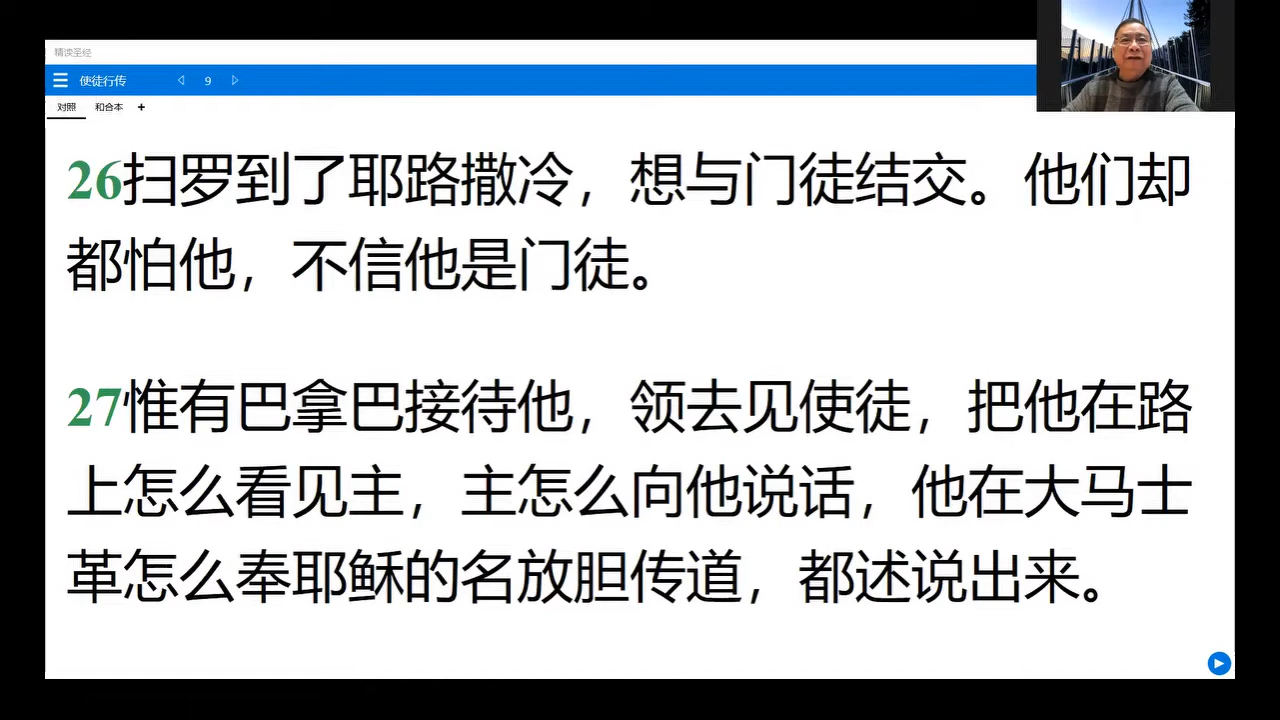 精读圣经
使徒行传 9
对照 和合本 +
26扫罗到了耶路撒冷，想与门徒结交。他们却
都怕他，不信他是门徒。
27惟有巴拿巴接待他，领去见使徒，把他在路
上怎么看见主，主怎么向他说话，他在大马士
革怎么奉耶稣的名放胆传道，都述说出来。